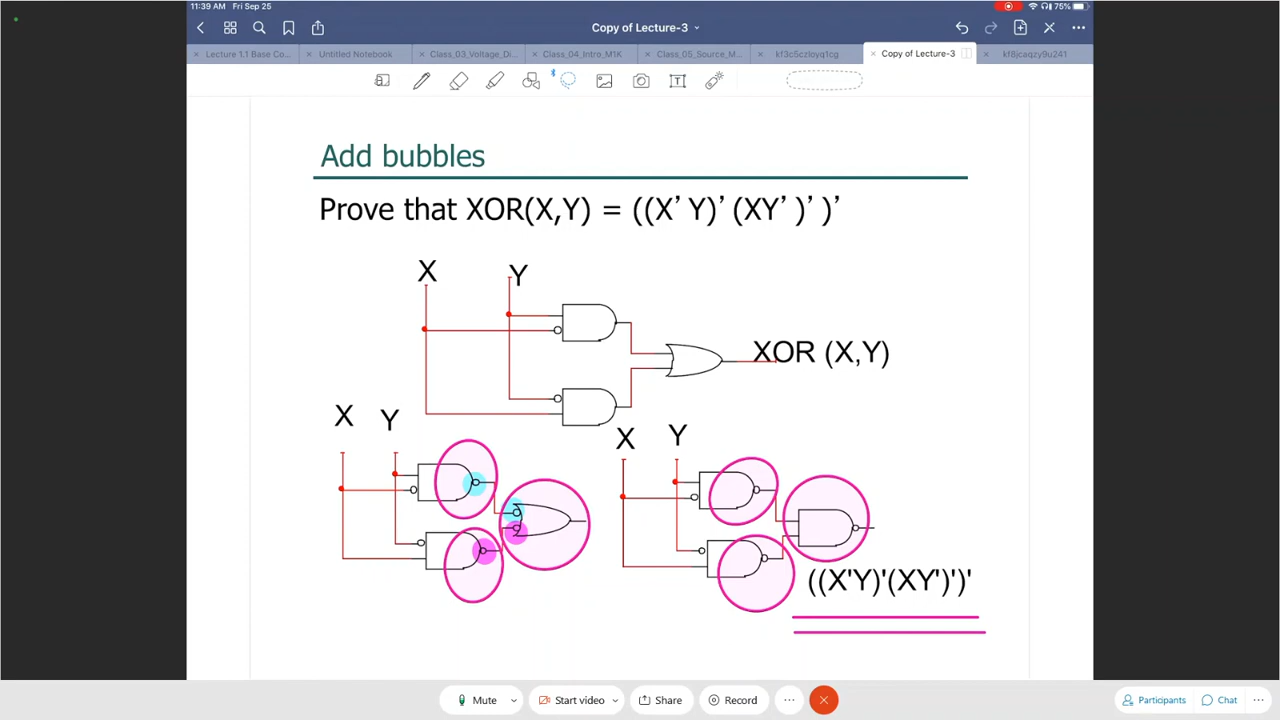 11:39 AM Fri Sep 25
75%
Copy of Lecture-3
Lecture 1.1 Base Co...
Untitled Notebook
Class_03_Voltage_Di...
Class_04_Intro_M1K
Class_05_Source_M...
kf3c5czloyq1cg
Copy of Lecture-3
kf8jcaqzy9u241
Add bubbles
Prove that XOR(X,Y) = ((X’ Y)’ (XY’ )’ )’
X Y
XOR (X,Y)
X Y
X Y
((X'Y)'(XY')')'
Mute
Start video
Share
Record
Participants
Chat